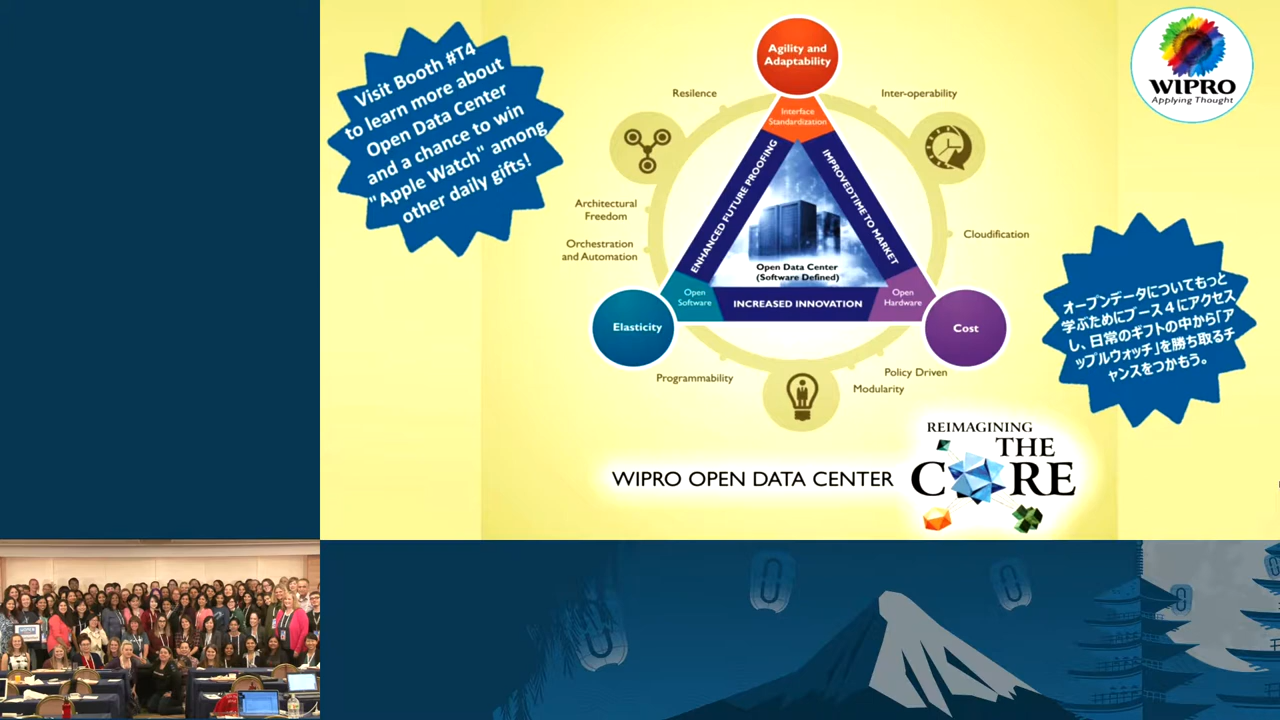 Visit Booth #T4
to learn more about
Open Data Center
and a chance to win
"Apple Watch" among
other daily gifts!
Agility and
Adaptability
WIPRO
Applying Thought
Resilence
Inter-operability
Interface
Standardization
ENHANCED FUTURE PROOFING
IMPROVEDTIME TO MARKET
Architectural
Freedom
Orchestration
and Automation
Cloudification
Open Data Center
(Software Defined)
Open
Software
INCREASED INNOVATION
Open
Hardware
Elasticity
Cost
オープンデータについてもっと
学ぶためにブース4にアクセス
し、日常のギフトの中から「ア
ップルウォッチ」を勝ち取るチ
ャンスをつかもう。
Programmability
Policy Driven
Modularity
WIPRO OPEN DATA CENTER
REIMAGINING
THE
CORE